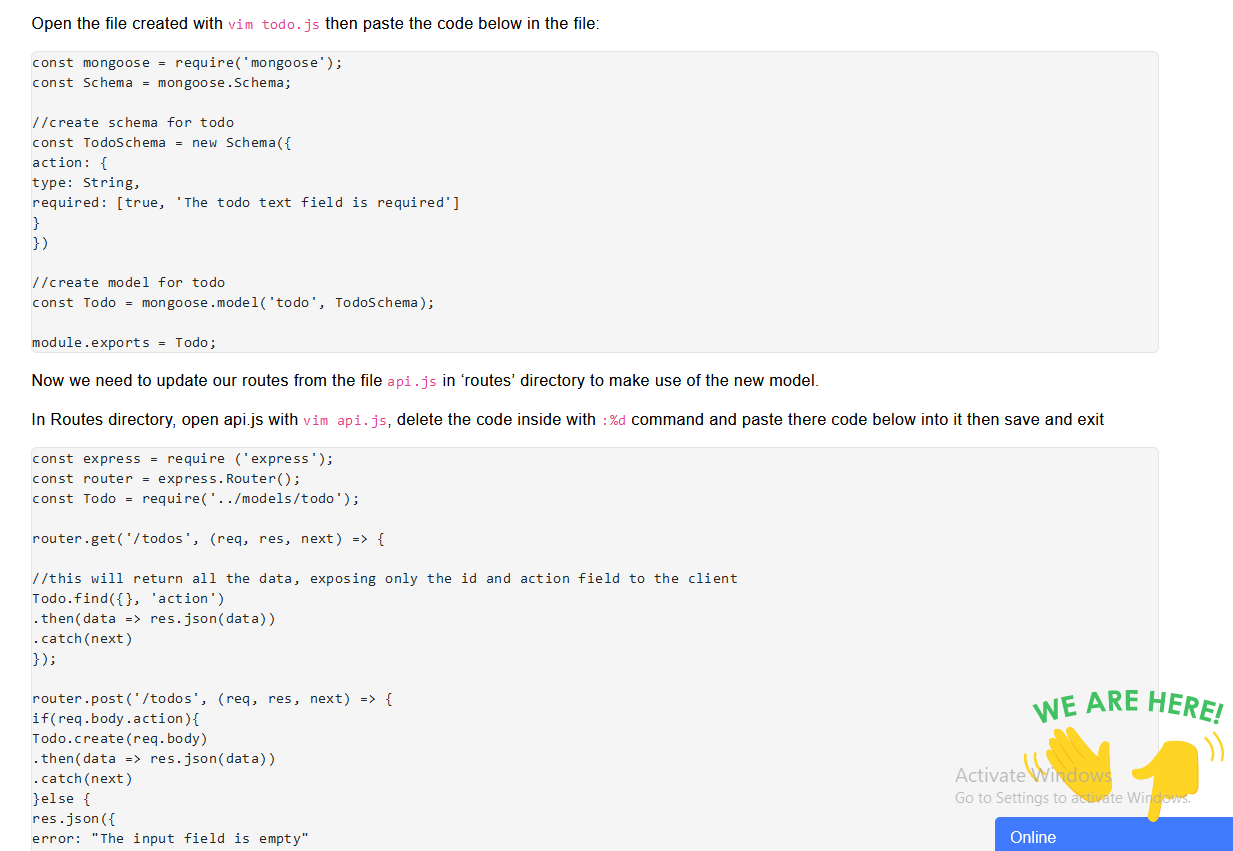 Open the file created with vim todo.js then paste the code below in the file:
const mongoose = require('mongoose');
const Schema = mongoose.Schema;
//create schema for todo
const TodoSchema = new Schema({
action: {
type: String,
required: [true, 'The todo text field is required']
}
})
//create model for todo
const Todo = mongoose.model('todo', TodoSchema);
module.exports = Todo;
Now we need to update our routes from the file api.js in ‘routes’ directory to make use of the new model.
In Routes directory, open api.js with vim api.js, delete the code inside with :%d command and paste there code below into it then save and exit
const express = require ('express');
const router = express.Router();
const Todo = require('../models/todo');
router.get('/todos', (req, res, next) => {
//this will return all the data, exposing only the id and action field to the client
Todo.find({}, 'action')
.then(data => res.json(data))
.catch(next)
});
router.post('/todos', (req, res, next) => {
if(req.body.action){
Todo.create(req.body)
.then(data => res.json(data))
.catch(next)
}else {
res.json({
error: "The input field is empty"
WE ARE HERE!
Activate Windows
Go to Settings to activate Windows.
Online